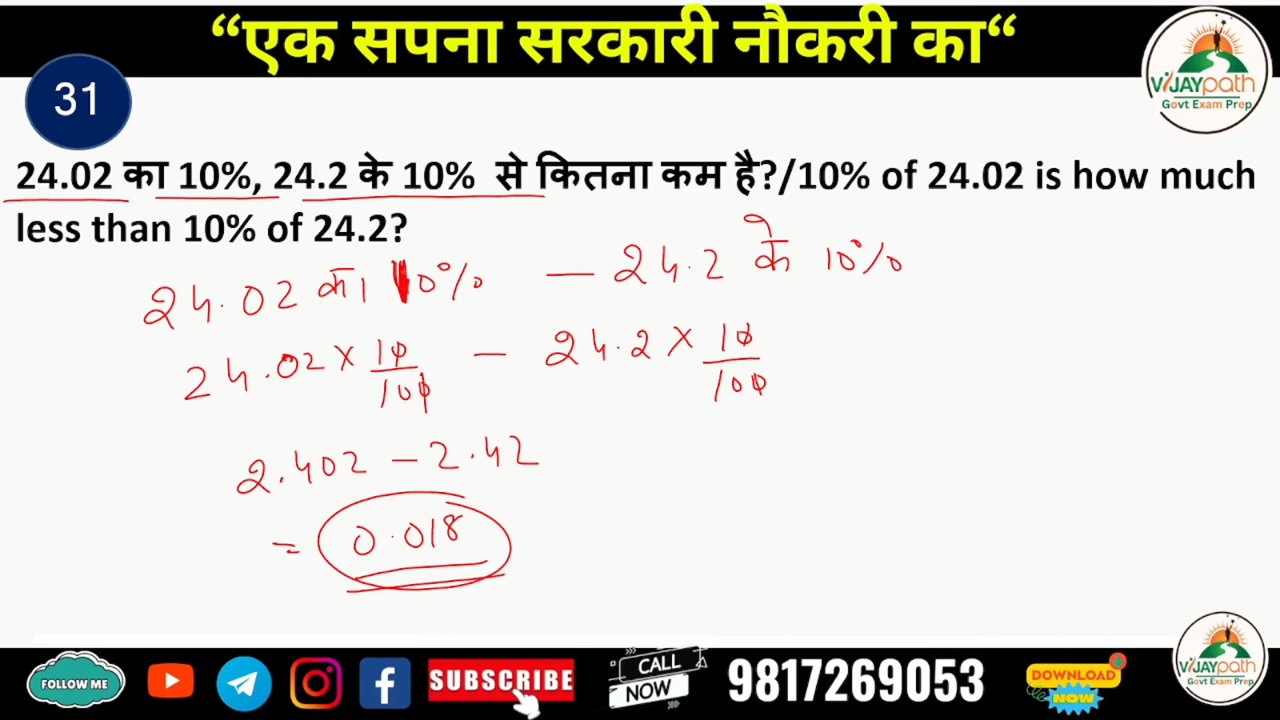 “एक सपना सरकारी नौकरी का“
ViJAYpath
Govt Exam Prep
31
24.02 का 10%, 24.2 के 10% से कितना कम है?/10% of 24.02 is how much
less than 10% of 24.2?
24.02 का 10% — 24.2 के 10%
24.02 × 10/100 — 24.2 × 10/100
2.402 — 2.42
= 0.018
FOLLOW ME
SUBSCRIBE
CALL
NOW
9817269053
DOWNLOAD
NOW
ViJAYpath
Govt Exam Prep